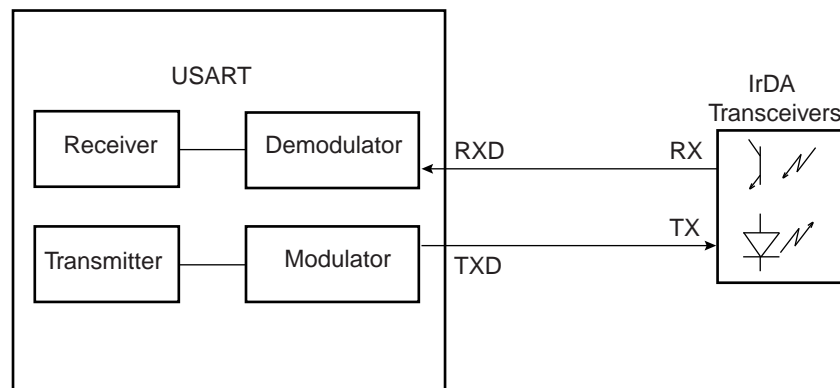 USART
IrDA
Transceivers
Receiver
Demodulator
RXD
RX
Transmitter
Modulator
TX
TXD